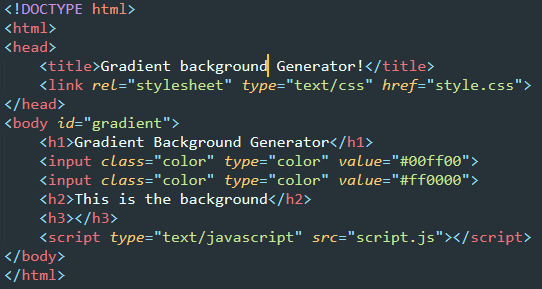 <!DOCTYPE html>
<html>
<head>
    <title>Gradient background Generator!</title>
    <link rel="stylesheet" type="text/css" href="style.css">
</head>
<body id="gradient">
    <h1>Gradient Background Generator</h1>
    <input class="color" type="color" value="#00ff00">
    <input class="color" type="color" value="#ff0000">
    <h2>This is the background</h2>
    <h3></h3>
    <script type="text/javascript" src="script.js"></script>
</body>
</html>